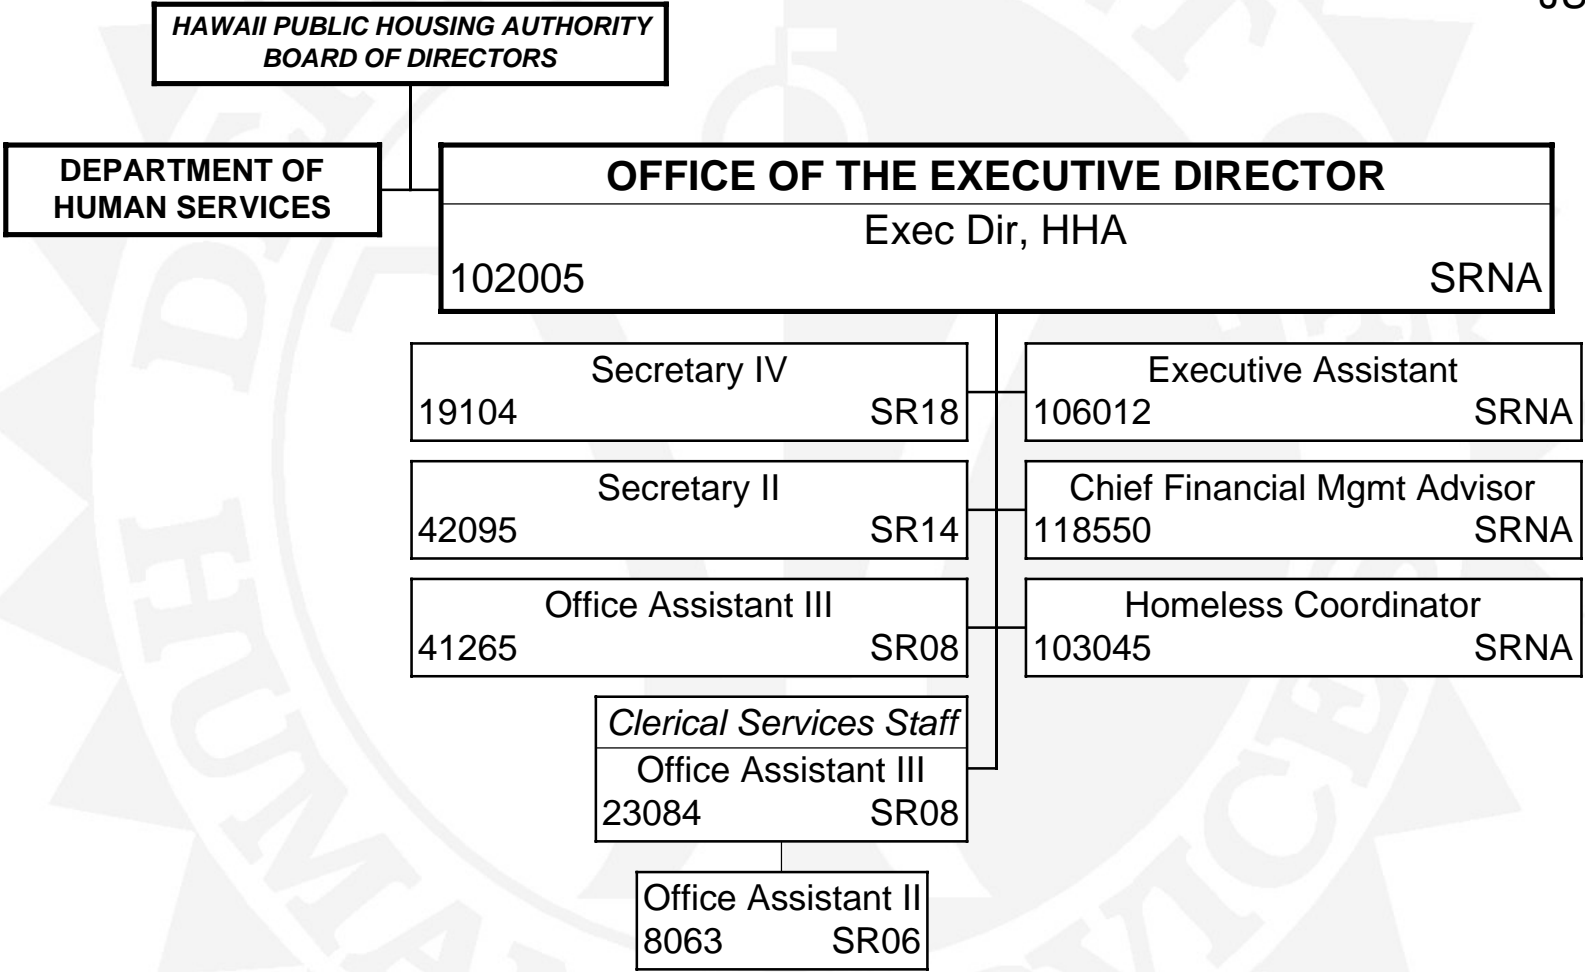 HAWAII PUBLIC HOUSING AUTHORITY
BOARD OF DIRECTORS
DEPARTMENT OF
HUMAN SERVICES
OFFICE OF THE EXECUTIVE DIRECTOR
Exec Dir, HHA
102005 SRNA
Secretary IV
19104 SR18
Executive Assistant
106012 SRNA
Secretary II
42095 SR14
Chief Financial Mgmt Advisor
118550 SRNA
Office Assistant III
41265 SR08
Homeless Coordinator
103045 SRNA
Clerical Services Staff
Office Assistant III
23084 SR08
Office Assistant II
8063 SR06